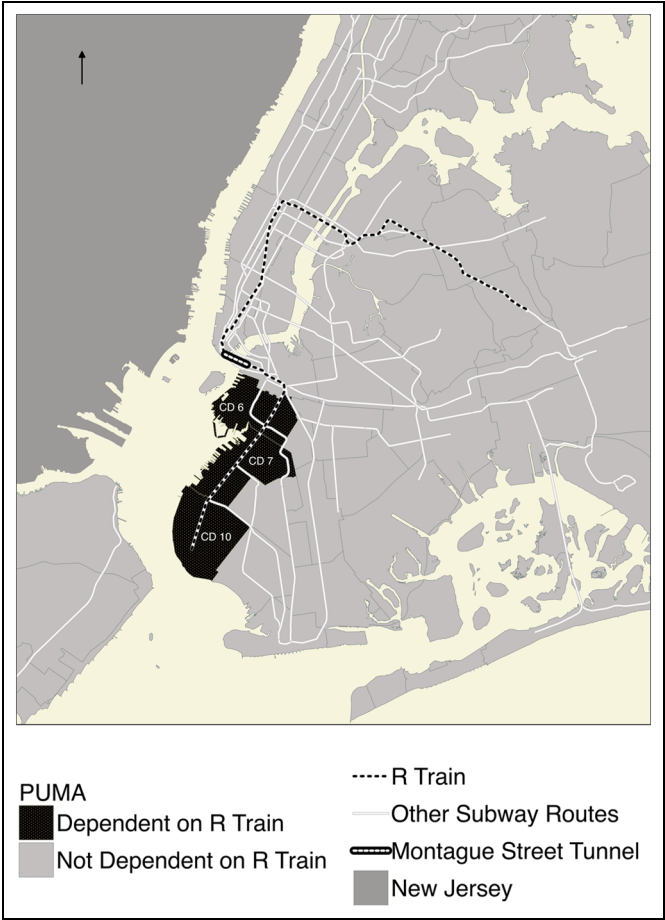 CD 6
CD 7
CD 10
PUMA
Dependent on R Train
Not Dependent on R Train
R Train
Other Subway Routes
Montague Street Tunnel
New Jersey